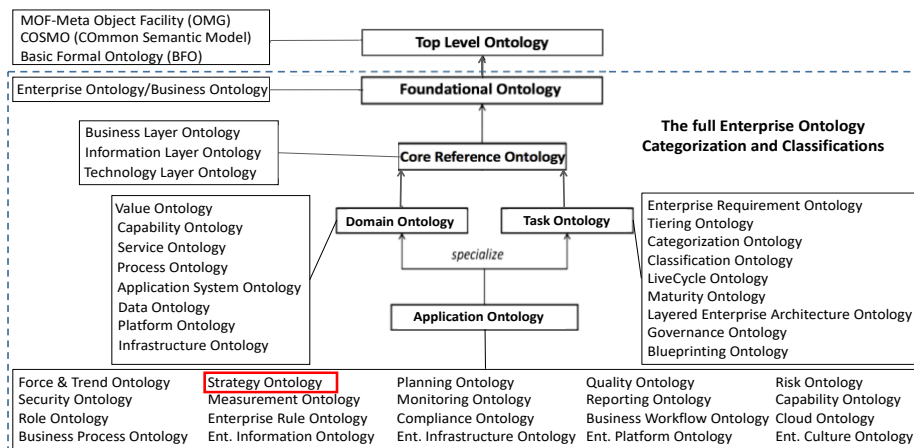 MOF-Meta Object Facility (OMG)
COSMO (COmmon Semantic Model)
Basic Formal Ontology (BFO)
Top Level Ontology
Enterprise Ontology/Business Ontology
Foundational Ontology
The full Enterprise Ontology
Categorization and Classifications
Business Layer Ontology
Information Layer Ontology
Technology Layer Ontology
Core Reference Ontology
Value Ontology
Capability Ontology
Service Ontology
Process Ontology
Application System Ontology
Data Ontology
Platform Ontology
Infrastructure Ontology
Domain Ontology
Task Ontology
Enterprise Requirement Ontology
Tiering Ontology
Categorization Ontology
Classification Ontology
LiveCycle Ontology
Maturity Ontology
Layered Enterprise Architecture Ontology
Governance Ontology
Blueprinting Ontology
specialize
Application Ontology
Force & Trend Ontology
Security Ontology
Role Ontology
Business Process Ontology
Strategy Ontology
Measurement Ontology
Enterprise Rule Ontology
Ent. Information Ontology
Planning Ontology
Monitoring Ontology
Compliance Ontology
Ent. Infrastructure Ontology
Quality Ontology
Reporting Ontology
Business Workflow Ontology
Ent. Platform Ontology
Risk Ontology
Capability Ontology
Cloud Ontology
Ent. Culture Ontology